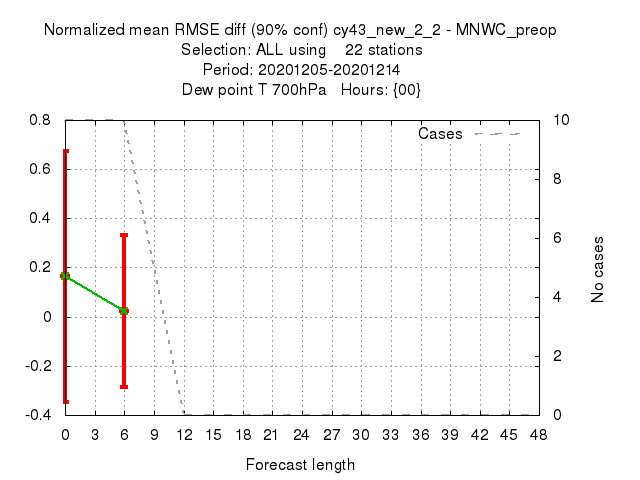 Normalized mean RMSE diff (90% conf) cy43_new_2_2 - MNWC_preop
Selection: ALL using 22 stations
Period: 20201205-20201214
Dew point T 700hPa Hours: {00}
Cases
0.8
0.6
0.4
0.2
0
-0.2
-0.4
10
8
6
4
2
0
No cases
0 3 6 9 12 15 18 21 24 27 30 33 36 39 42 45 48
Forecast length